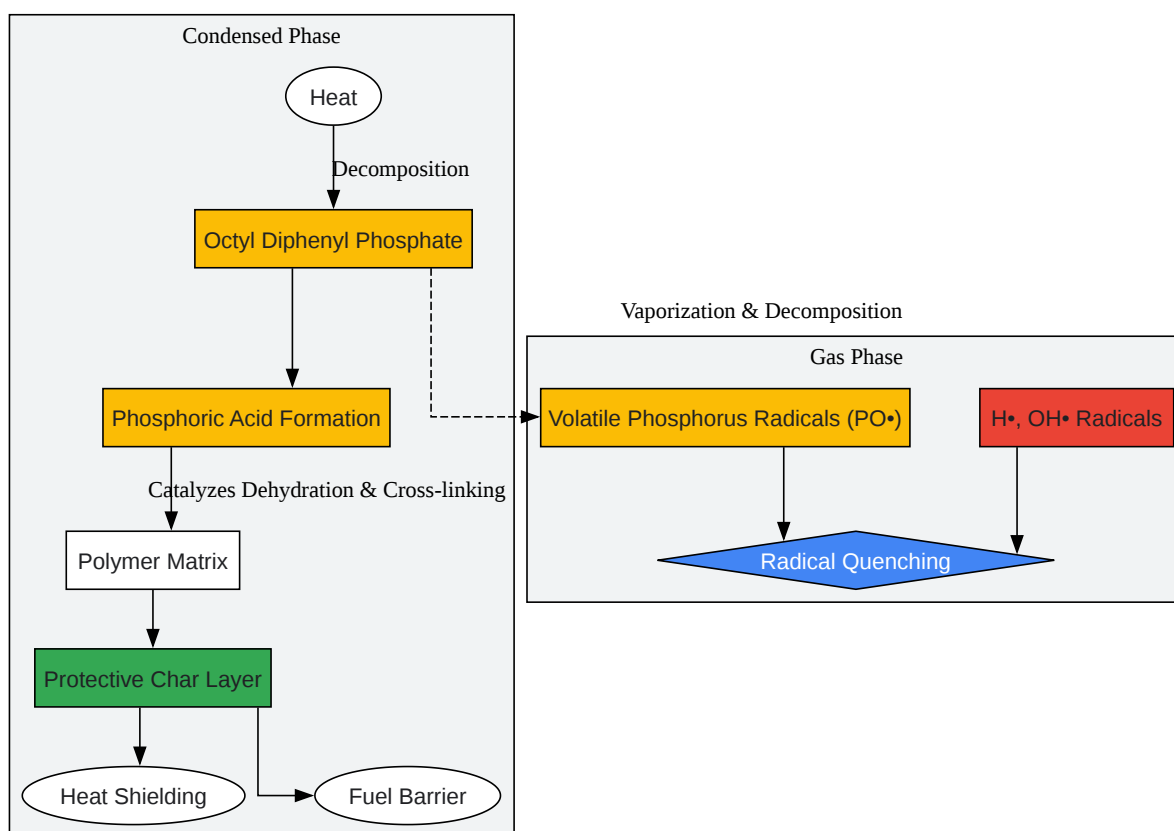 Condensed Phase
Heat
Decomposition
Octyl Diphenyl Phosphate
Vaporization & Decomposition
Gas Phase
Phosphoric Acid Formation
Volatile Phosphorus Radicals (PO•)
H•, OH• Radicals
Catalyzes Dehydration & Cross-linking
Polymer Matrix
Radical Quenching
Protective Char Layer
Heat Shielding
Fuel Barrier